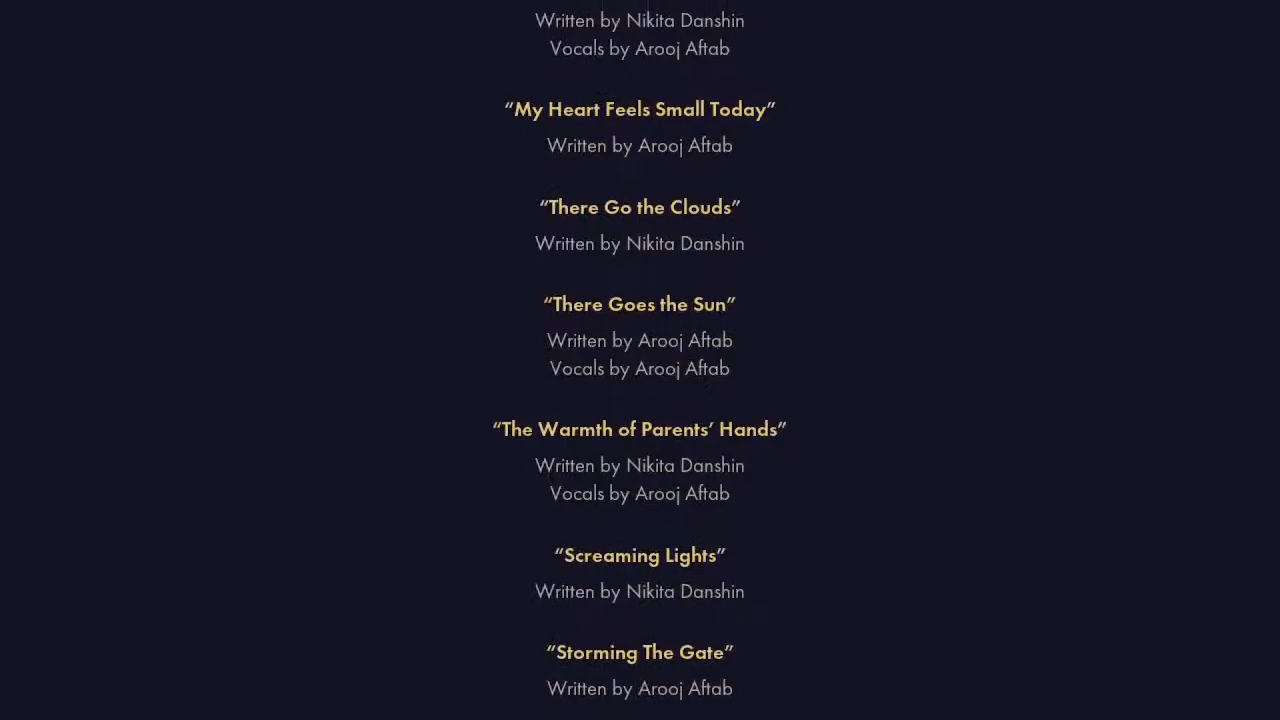 Written by Nikita Danshin
Vocals by Arooj Aftab
“My Heart Feels Small Today”
Written by Arooj Aftab
“There Go the Clouds”
Written by Nikita Danshin
“There Goes the Sun”
Written by Arooj Aftab
Vocals by Arooj Aftab
“The Warmth of Parents’ Hands”
Written by Nikita Danshin
Vocals by Arooj Aftab
“Screaming Lights”
Written by Nikita Danshin
“Storming The Gate”
Written by Arooj Aftab